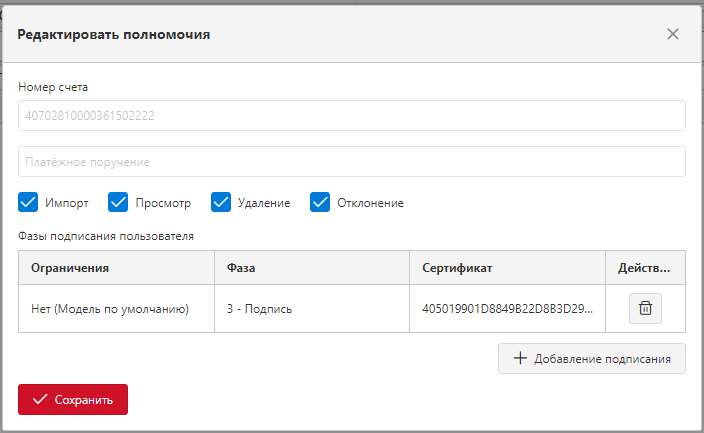 Редактировать полномочия
Номер счета
40702810000361502222
Платёжное поручение
Импорт Просмотр Удаление Отклонение
Фазы подписания пользователя
Ограничения Фаза Сертификат Действ...
Нет (Модель по умолчанию) 3 - Подпись 405019901D8849B22D8B3D29...
Добавление подписания
Сохранить